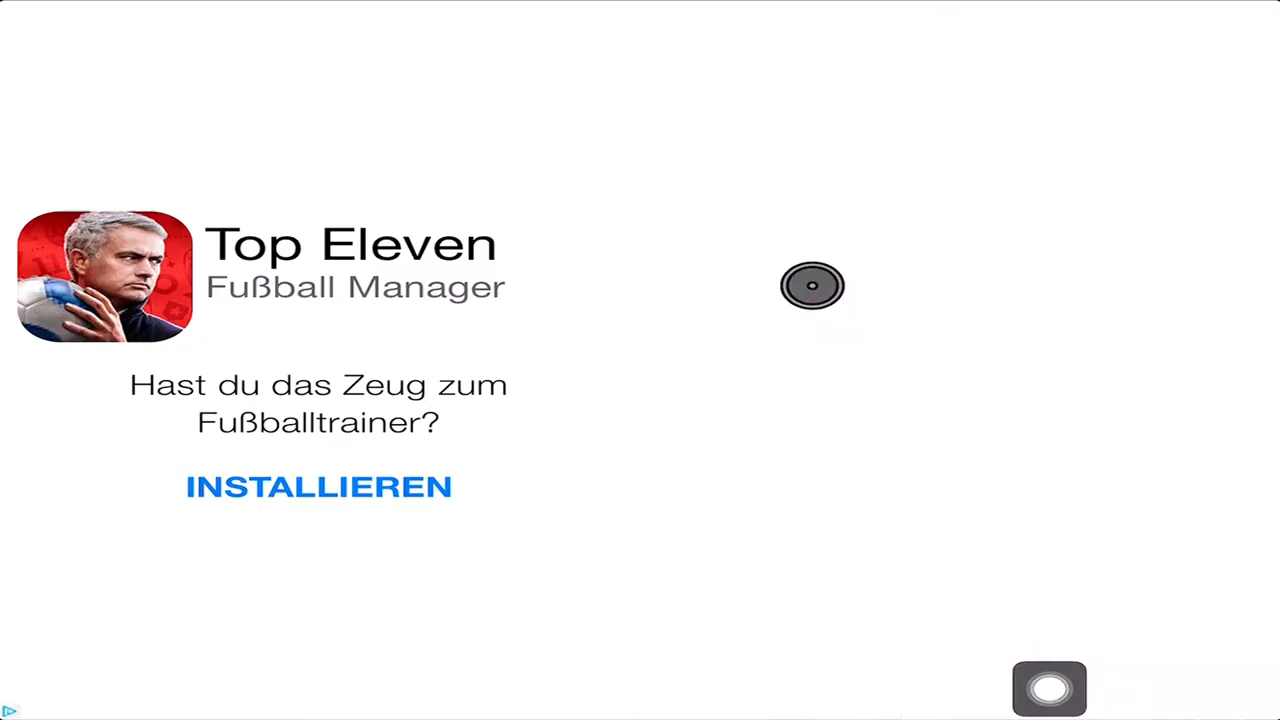 Top Eleven
Fußball Manager
Hast du das Zeug zum
Fußballtrainer?
INSTALLIEREN